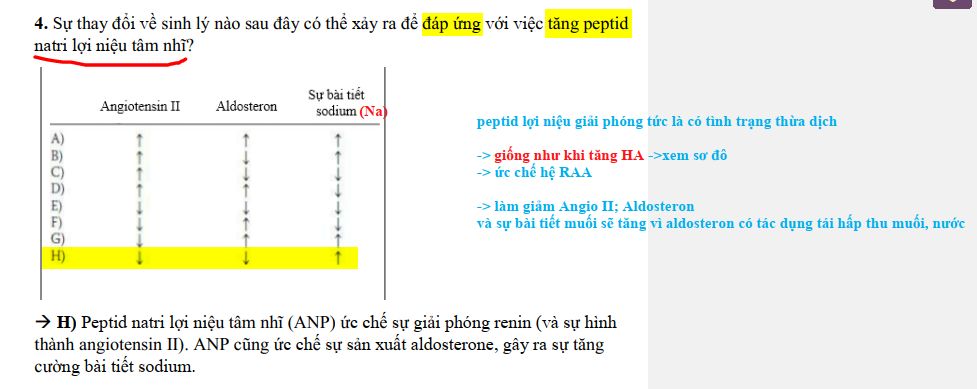 4. Sự thay đổi về sinh lý nào sau đây có thể xảy ra để đáp ứng với việc tăng peptid
natri lợi niệu tâm nhĩ?
Angiotensin II Aldosteron Sự bài tiết
sodium (Na)
A) ↑ ↑ ↑
B) ↑ ↓ ↑
C) ↑ ↓ ↓
D) ↑ ↑ ↓
E) ↓ ↓ ↓
F) ↓ ↑ ↓
G) ↓ ↑ ↑
H) ↓ ↓ ↑
peptid lợi niệu giải phóng tức là có tình trạng thừa dịch
-> giống như khi tăng HA ->xem sơ đô
-> ức chế hệ RAA
-> làm giảm Angio II; Aldosteron
và sự bài tiết muối sẽ tăng vì aldosteron có tác dụng tái hấp thu muối, nước
→ H) Peptid natri lợi niệu tâm nhĩ (ANP) ức chế sự giải phóng renin (và sự hình
thành angiotensin II). ANP cũng ức chế sự sản xuất aldosterone, gây ra sự tăng
cường bài tiết sodium.